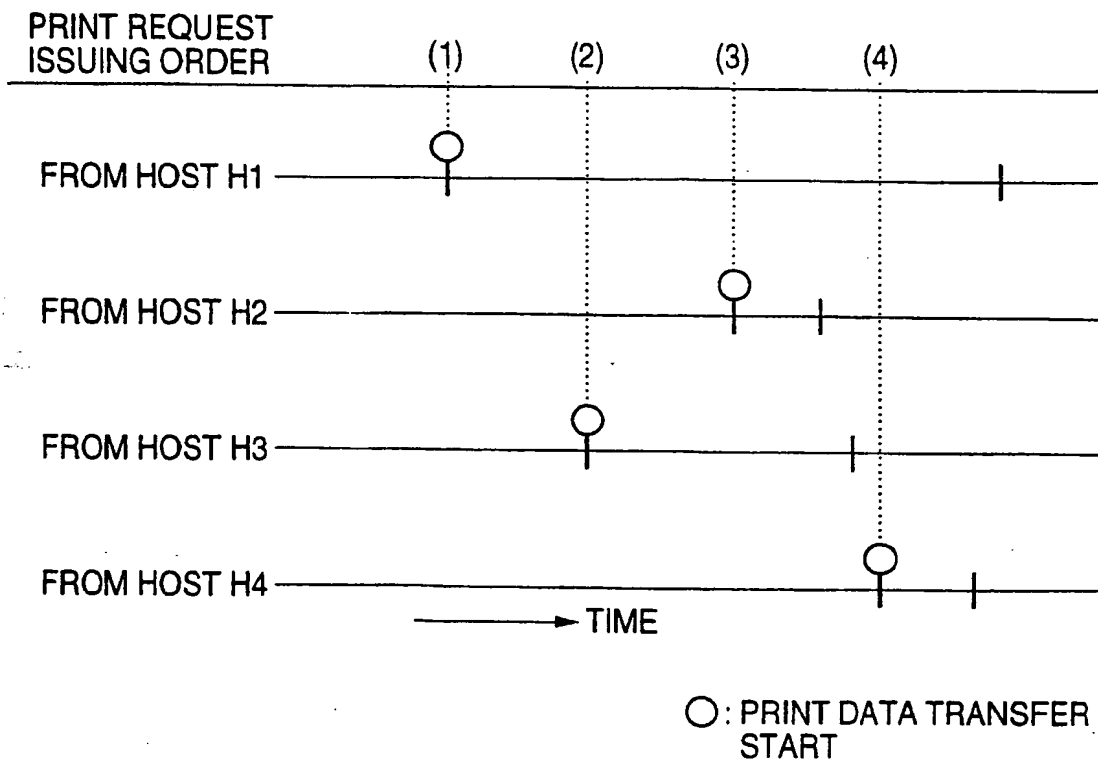 PRINT REQUEST
ISSUING ORDER
(1)
(2)
(3)
(4)
FROM HOST H1
FROM HOST H2
FROM HOST H3
FROM HOST H4
TIME
: PRINT DATA TRANSFER
START